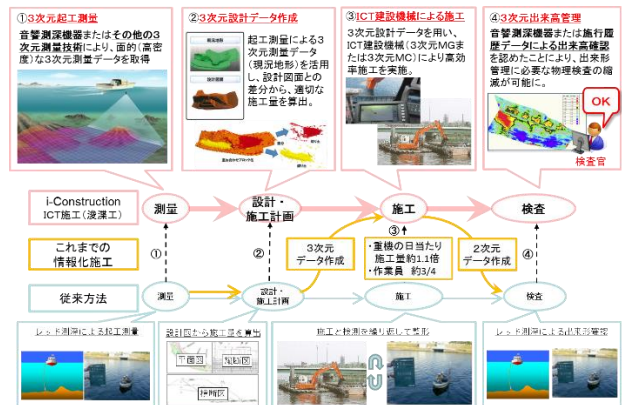 ①3次元起工測量
音響測深機器またはその他の3
次元測量技術により、面的(高密
度)な3次元測量データを取得
②3次元設計データ作成
起工測量による3
次元測量データ
(現況地形)を活用
し、設計図面との
差分から、適切な
施工量を算出。
③ICT建設機械による施工
3次元設計データを用い、
ICT建設機械(3次元MGま
たは3次元MC)により高効
率施工を実施。
④3次元出来高管理
音響測深機器または施行履
歴データによる出来高確認
を認めたことにより、出来形
管理に必要な物理検査の縮
減が可能に。
OK
検査官
i-Construction
ICT施工(浚渫工)
測量
設計・
施工計画
施工
検査
これまでの
情報化施工
①
②
3次元
データ作成
③
・重機の日当たり
施工量約1.1倍
・作業員 約3/4
2次元
データ作成
④
従来方法
測量
設計・
施工計画
施工
検査
レッド測深による起工測量
設計図から施工量を算出
平面図
縦断図
横断図
施工と検測を繰り返して整形
レッド測深による出来形確認